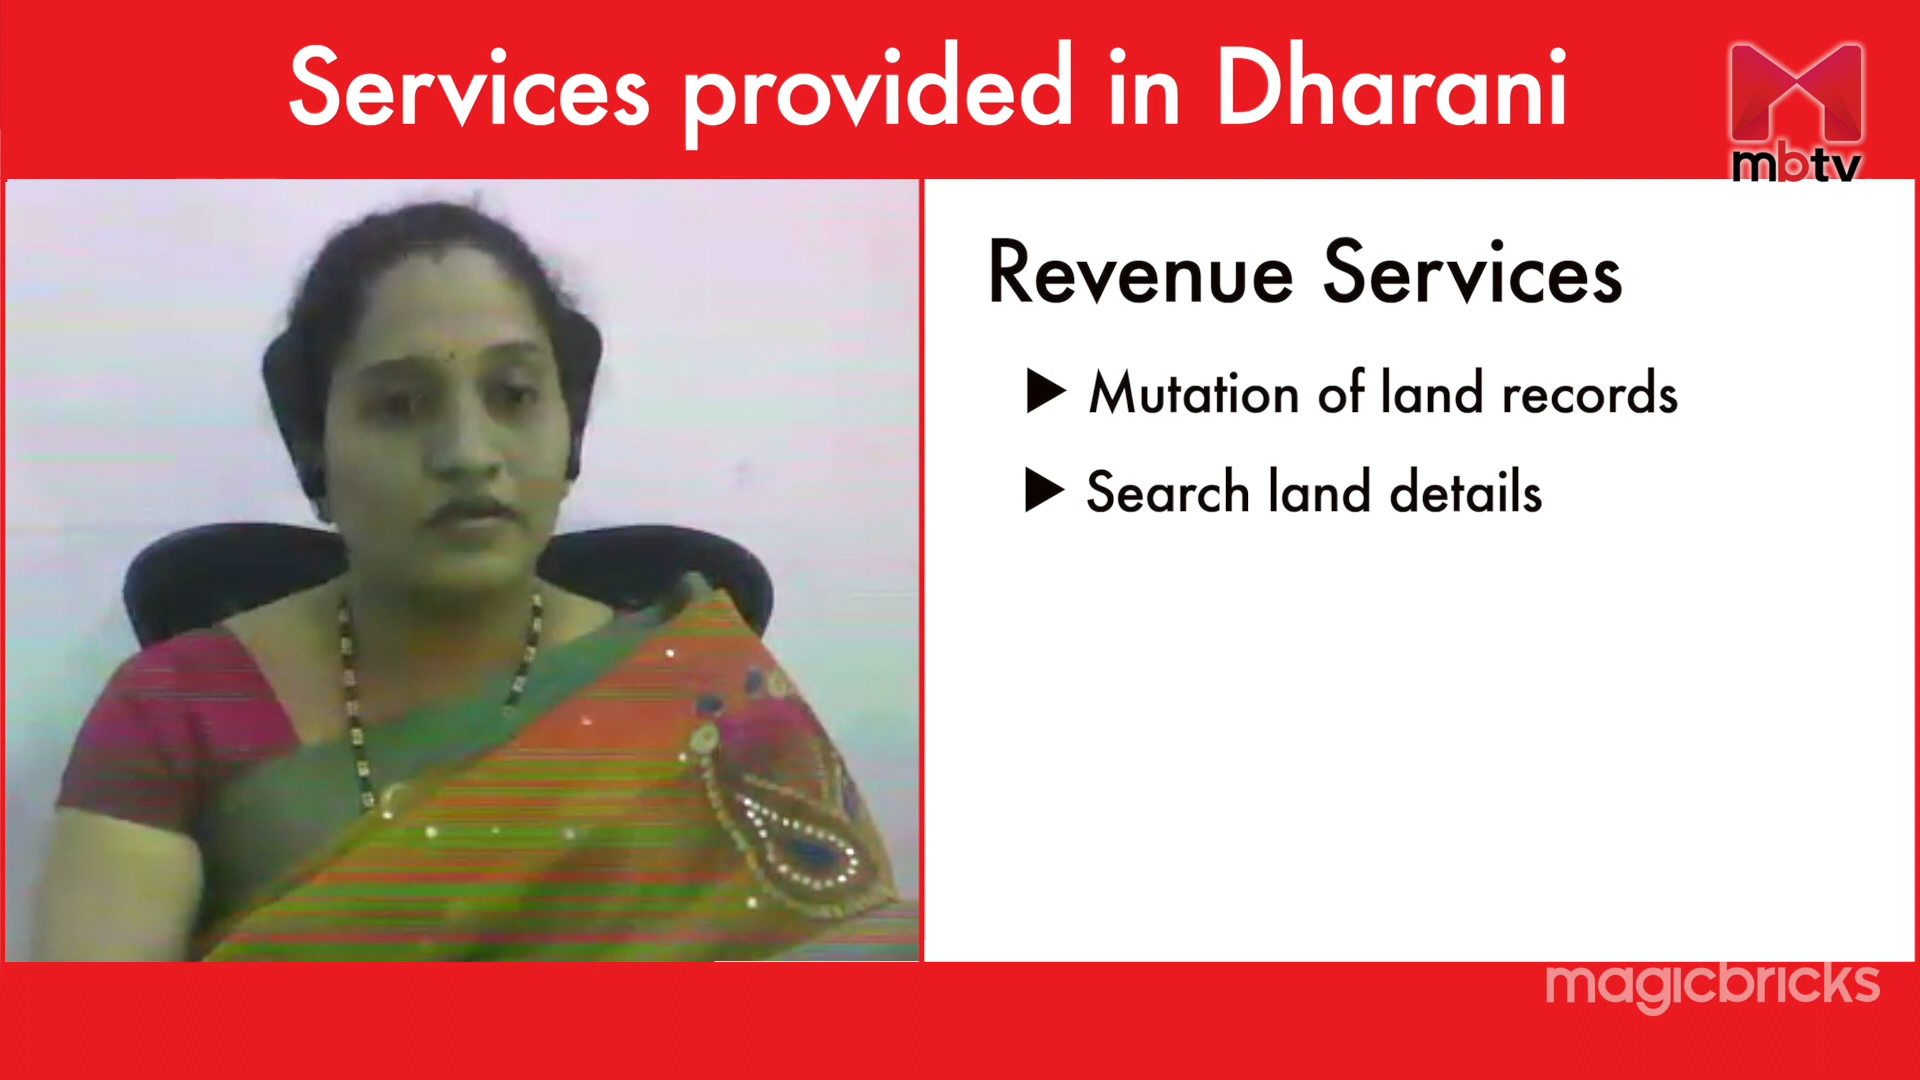 Services provided in Dharani
mbtv
Revenue Services
Mutation of land records
Search land details
magicbricks